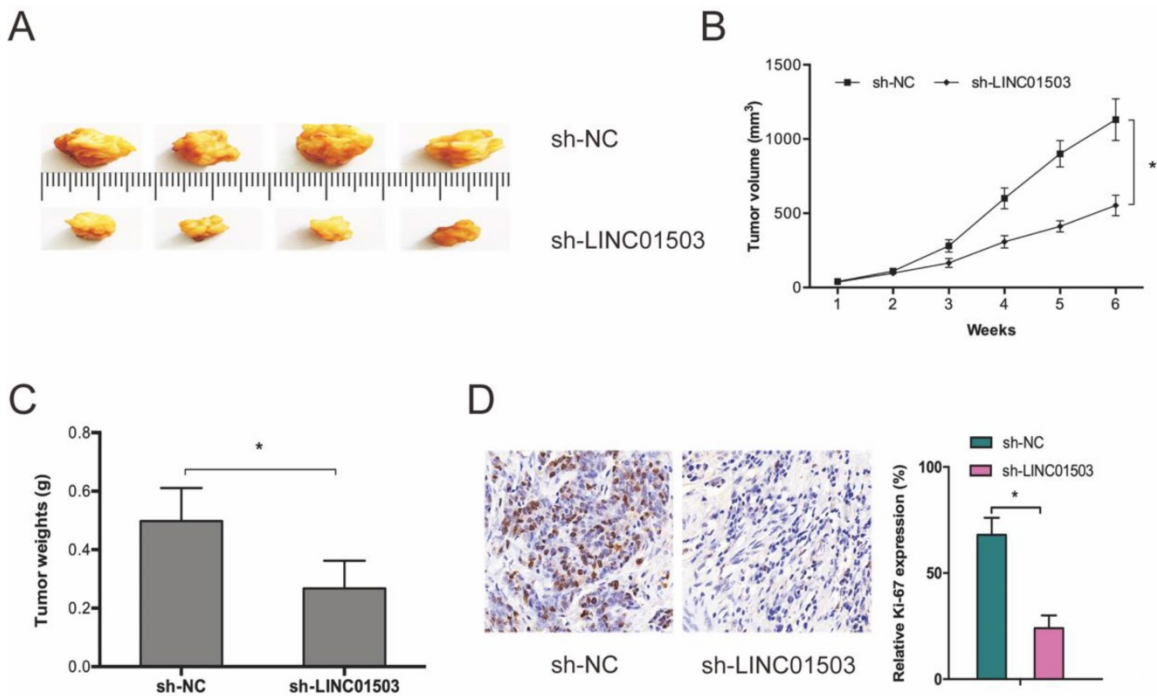 A
sh-NC
sh-LINC01503
B
sh-NC
sh-LINC01503
Tumor volume (mm³)
1500
1000
500
0
1 2 3 4 5 6
Weeks
*
C
Tumor weights (g)
0.8
0.6
0.4
0.2
0.0
*
sh-NC sh-LINC01503
D
sh-NC sh-LINC01503
sh-NC
sh-LINC01503
Relative Ki-67 expression (%)
100
50
0
*